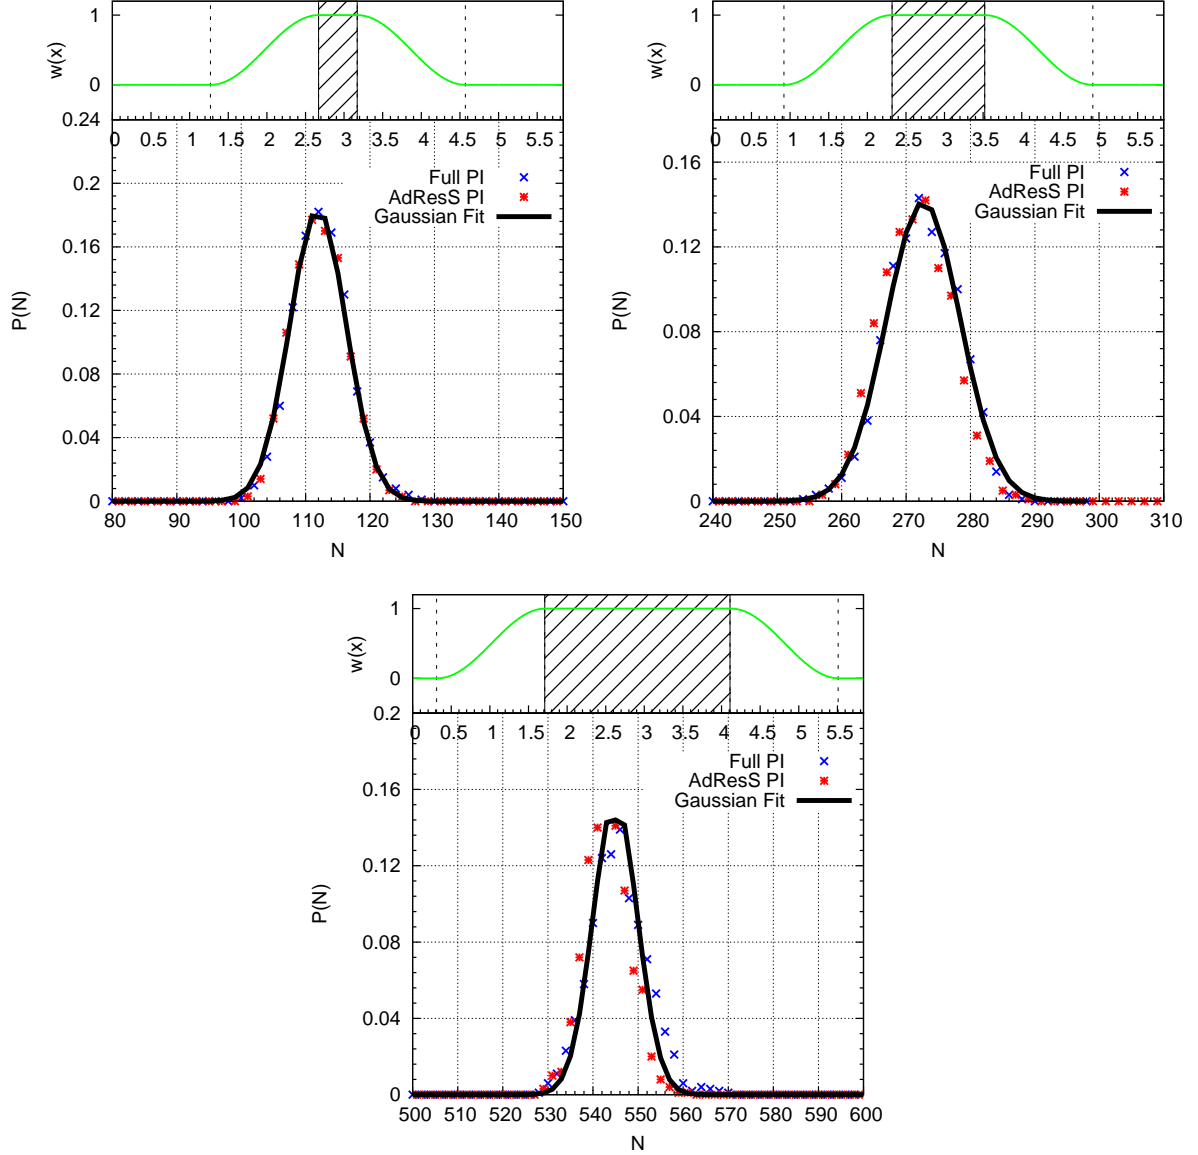 1
w(x)
0
0 0.5 1 1.5 2 2.5 3 3.5 4 4.5 5 5.5
0.24
0.2
0.16
0.12
0.08
0.04
0
P(N)
Full PI
AdResS PI
Gaussian Fit
80 90 100 110 120 130 140 150
N
1
w(x)
0
0 0.5 1 1.5 2 2.5 3 3.5 4 4.5 5 5.5
0.16
0.12
0.08
0.04
0
P(N)
Full PI
AdResS PI
Gaussian Fit
240 250 260 270 280 290 300 310
N
1
w(x)
0
0 0.5 1 1.5 2 2.5 3 3.5 4 4.5 5 5.5
0.2
0.16
0.12
0.08
0.04
0
P(N)
Full PI
AdResS PI
Gaussian Fit
500 510 520 530 540 550 560 570 580 590 600
N